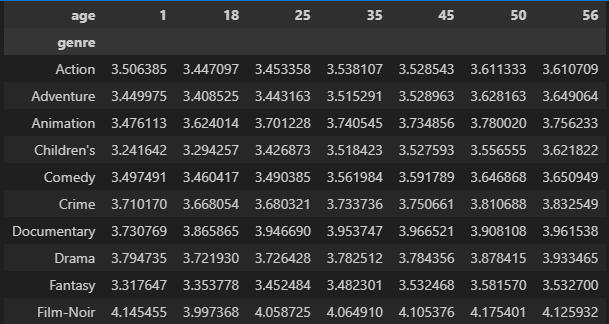 age 1 18 25 35 45 50 56
genre
Action 3.506385 3.447097 3.453358 3.538107 3.528543 3.611333 3.610709
Adventure 3.449975 3.408525 3.443163 3.515291 3.528963 3.628163 3.649064
Animation 3.476113 3.624014 3.701228 3.740545 3.734856 3.780020 3.756233
Children's 3.241642 3.294257 3.426873 3.518423 3.527593 3.556555 3.621822
Comedy 3.497491 3.460417 3.490385 3.561984 3.591789 3.646868 3.650949
Crime 3.710170 3.668054 3.680321 3.733736 3.750661 3.810688 3.832549
Documentary 3.730769 3.865865 3.946690 3.953747 3.966521 3.908108 3.961538
Drama 3.794735 3.721930 3.726428 3.782512 3.784356 3.878415 3.933465
Fantasy 3.317647 3.353778 3.452484 3.482301 3.532468 3.581570 3.532700
Film-Noir 4.145455 3.997368 4.058725 4.064910 4.105376 4.175401 4.125932